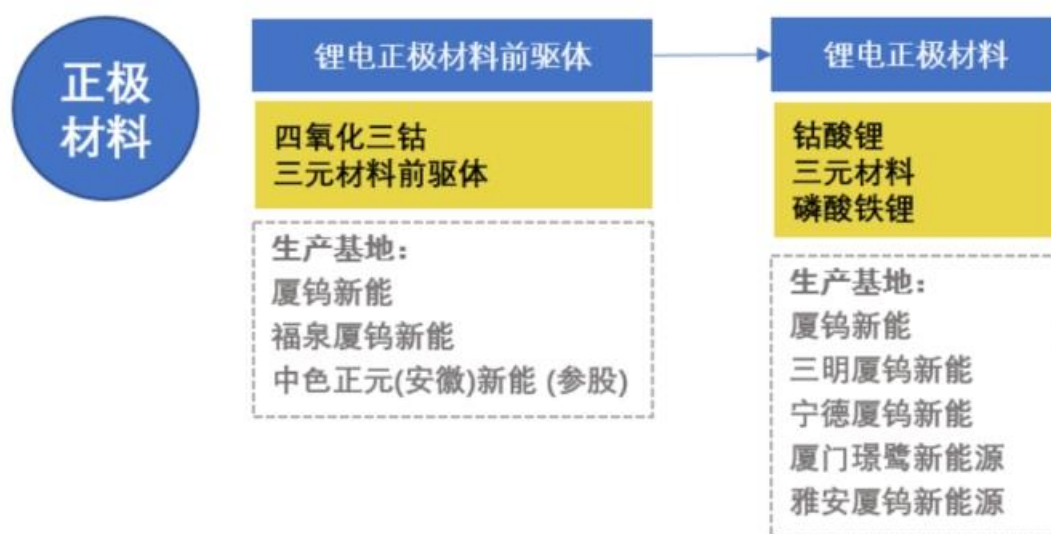 正极
材料
锂电正极材料前驱体
四氧化三钴
三元材料前驱体
生产基地：
厦钨新能
福泉厦钨新能
中色正元(安徽)新能 (参股)
锂电正极材料
钴酸锂
三元材料
磷酸铁锂
生产基地：
厦钨新能
三明厦钨新能
宁德厦钨新能
厦门璟鹭新能源
雅安厦钨新能源